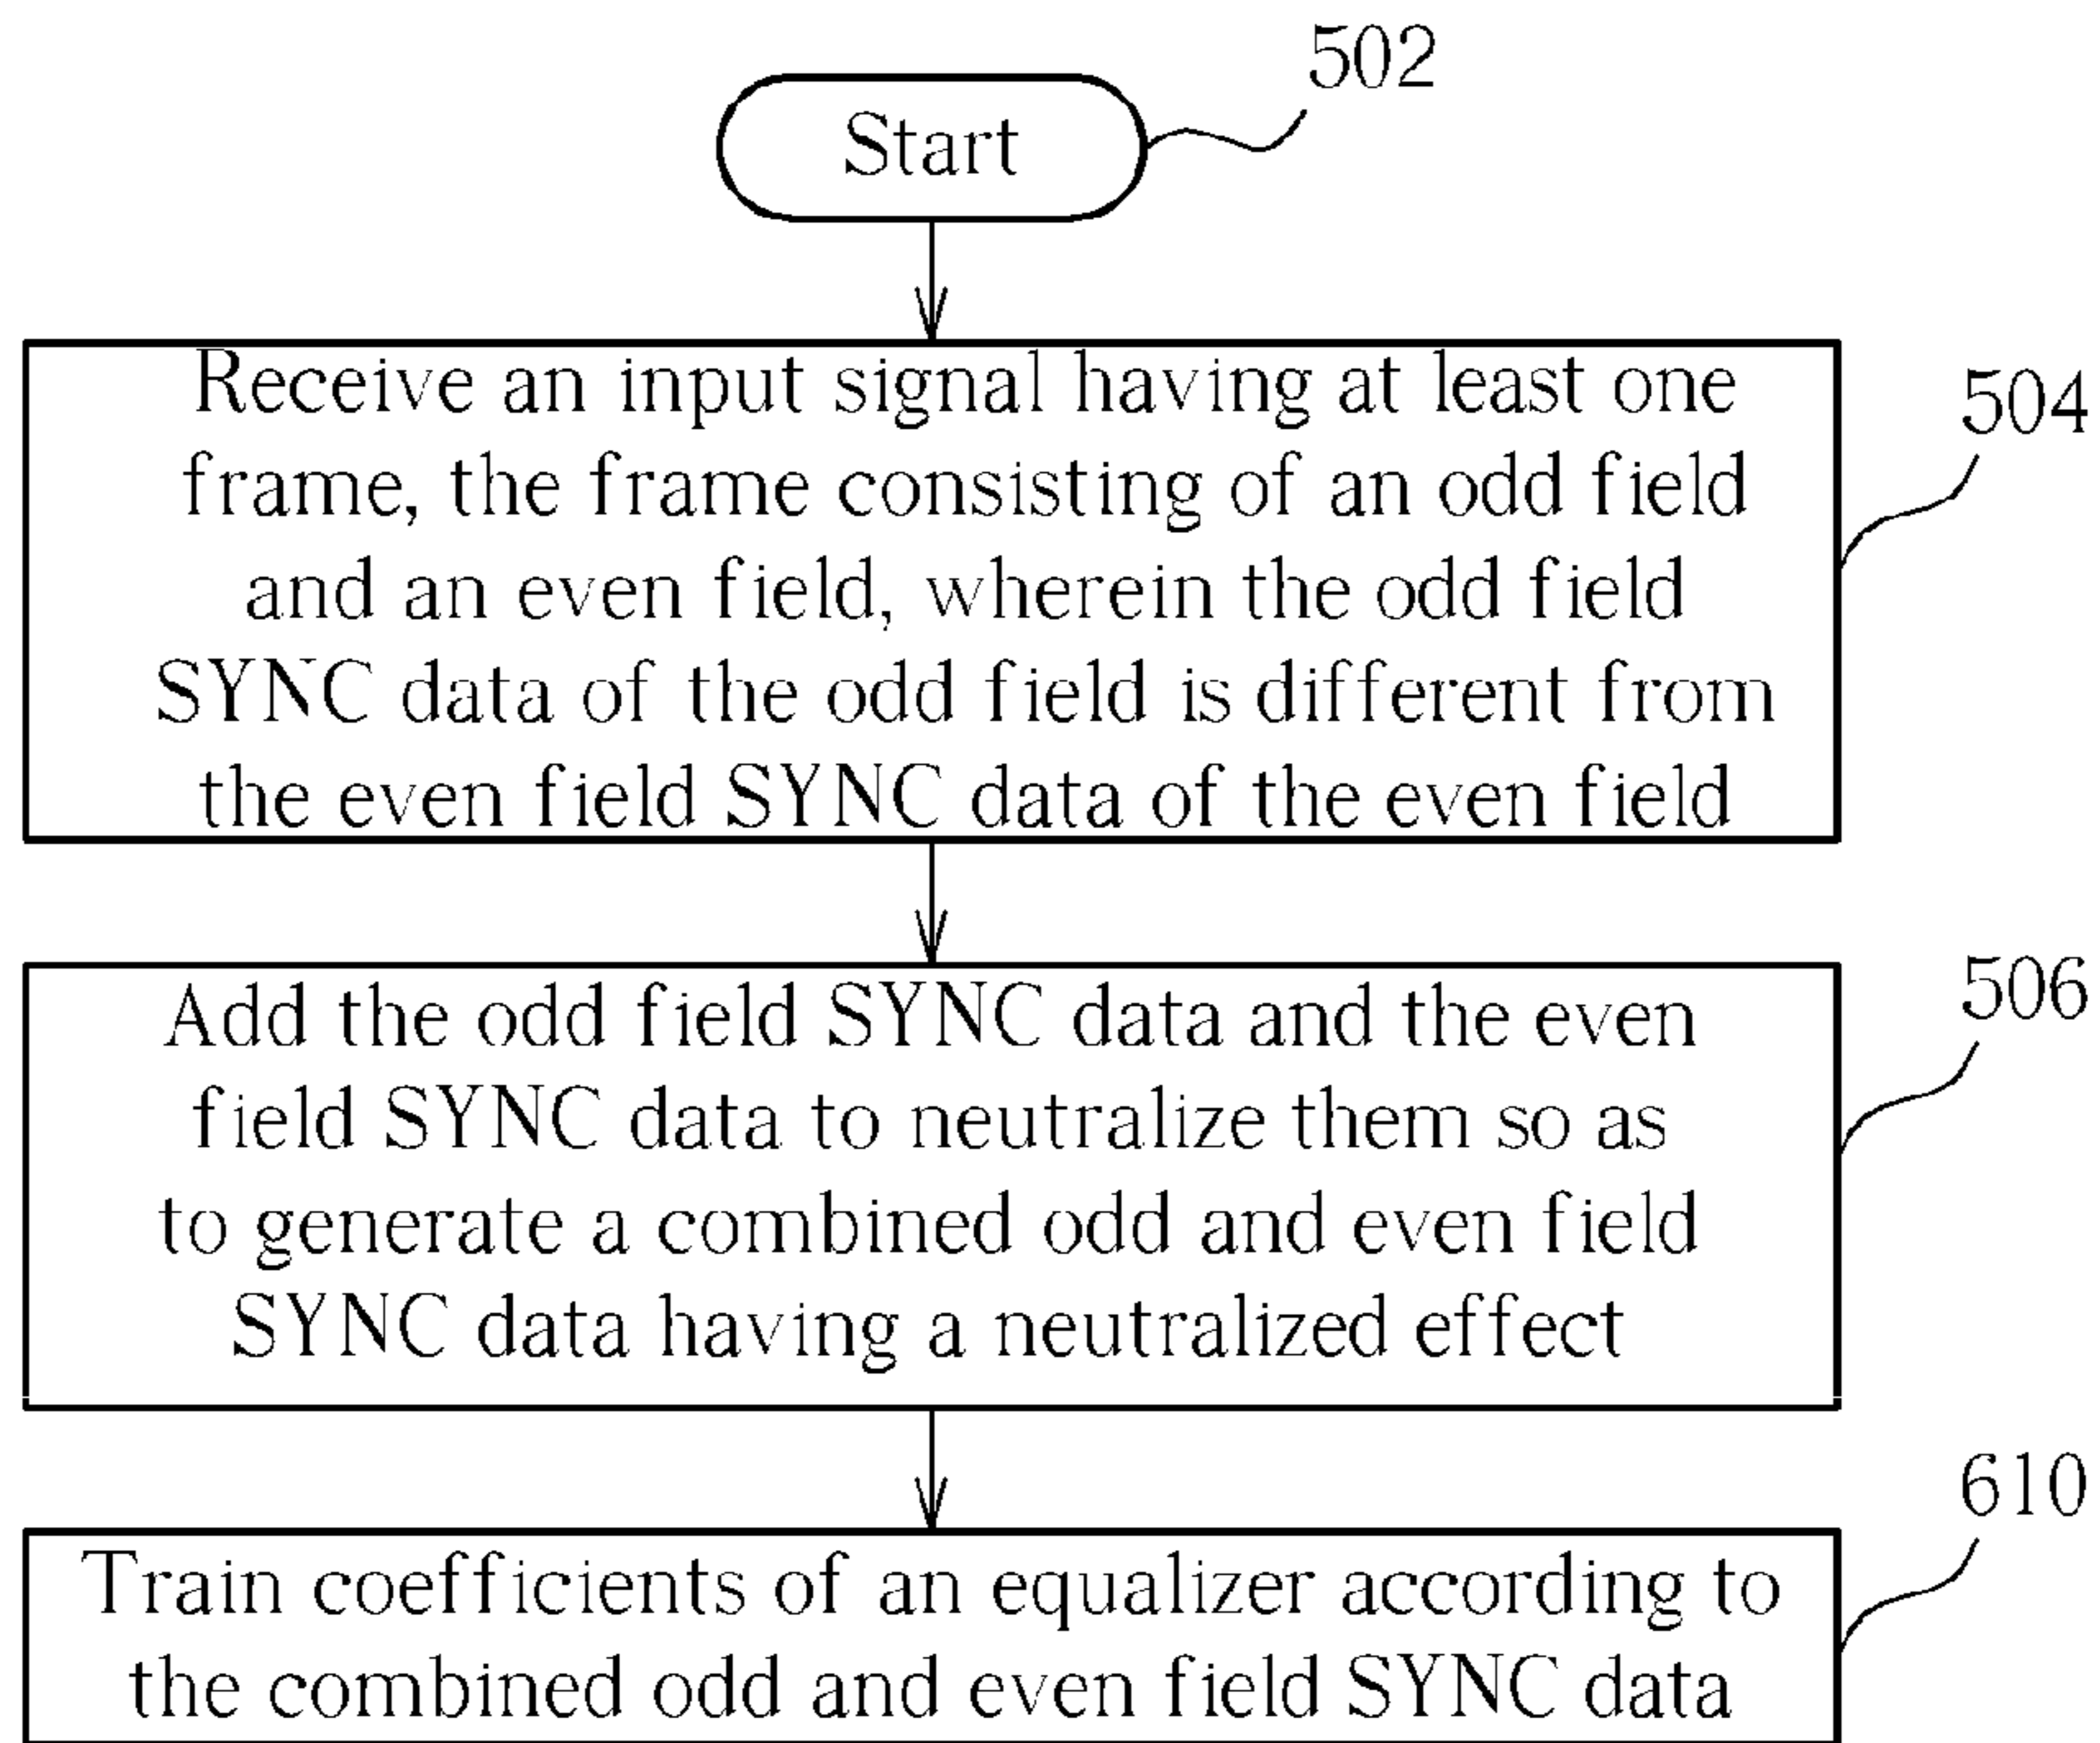 502
Start
504
Receive an input signal having at least one
frame, the frame consisting of an odd field
and an even field, wherein the odd field
SYNC data of the odd field is different from
the even field SYNC data of the even field
506
Add the odd field SYNC data and the even
field SYNC data to neutralize them so as
to generate a combined odd and even field
SYNC data having a neutralized effect
610
Train coefficients of an equalizer according to
the combined odd and even field SYNC data